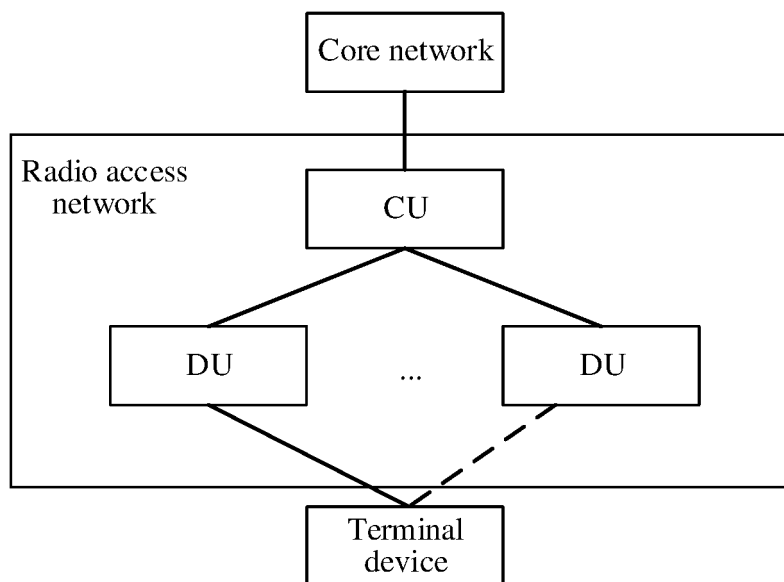 Core network
Radio access
network
CU
DU
...
DU
Terminal
device